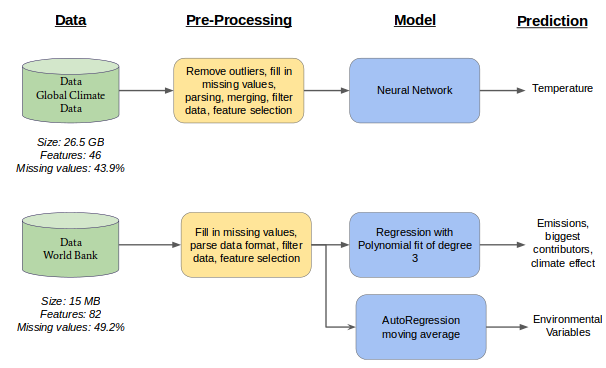 Data
Pre-Processing
Model
Prediction
Data
Global Climate
Data
Remove outliers, fill in
missing values,
parsing, merging, filter
data, feature selection
Neural Network
Temperature
Size: 26.5 GB
Features: 46
Missing values: 43.9%
Data
World Bank
Fill in missing values,
parse data format, filter
data, feature selection
Regression with
Polynomial fit of degree
3
Emissions,
biggest
contributors,
climate effect
Size: 15 MB
Features: 82
Missing values: 49.2%
AutoRegression
moving average
Environmental
Variables